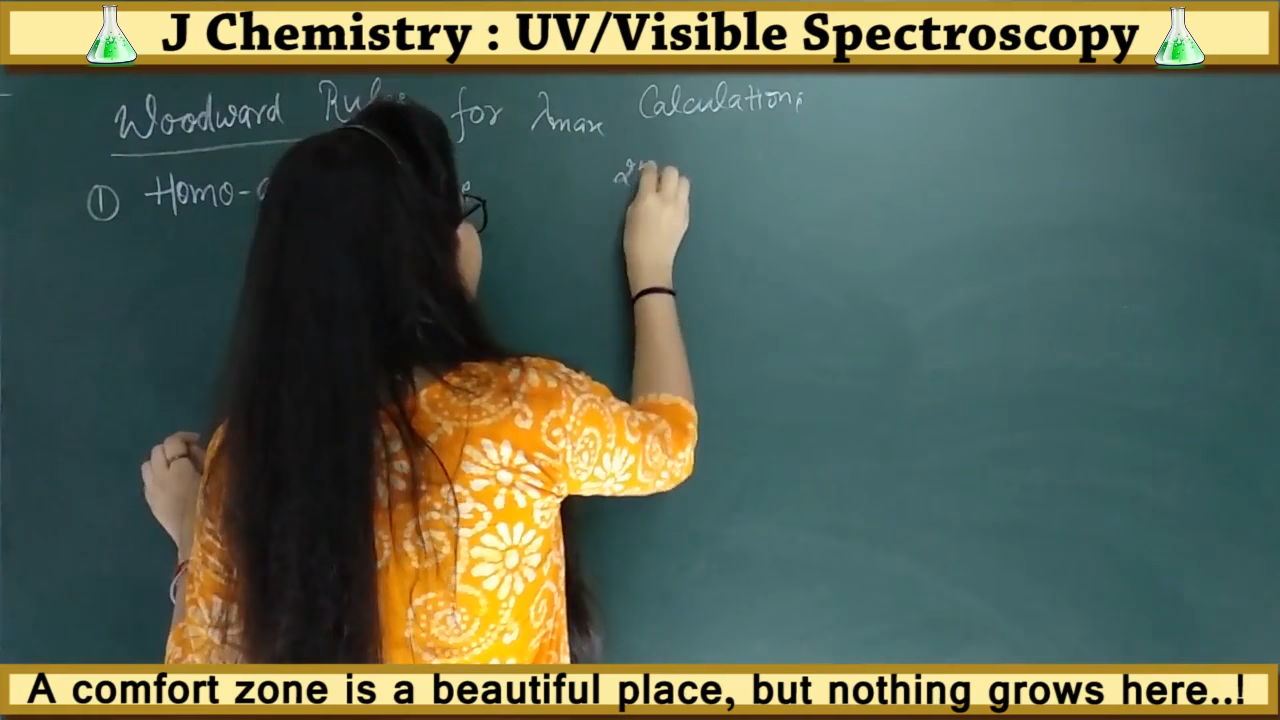 J Chemistry : UV/Visible Spectroscopy
Woodward Rules for λmax Calculation:
① Homo-
A comfort zone is a beautiful place, but nothing grows here..!